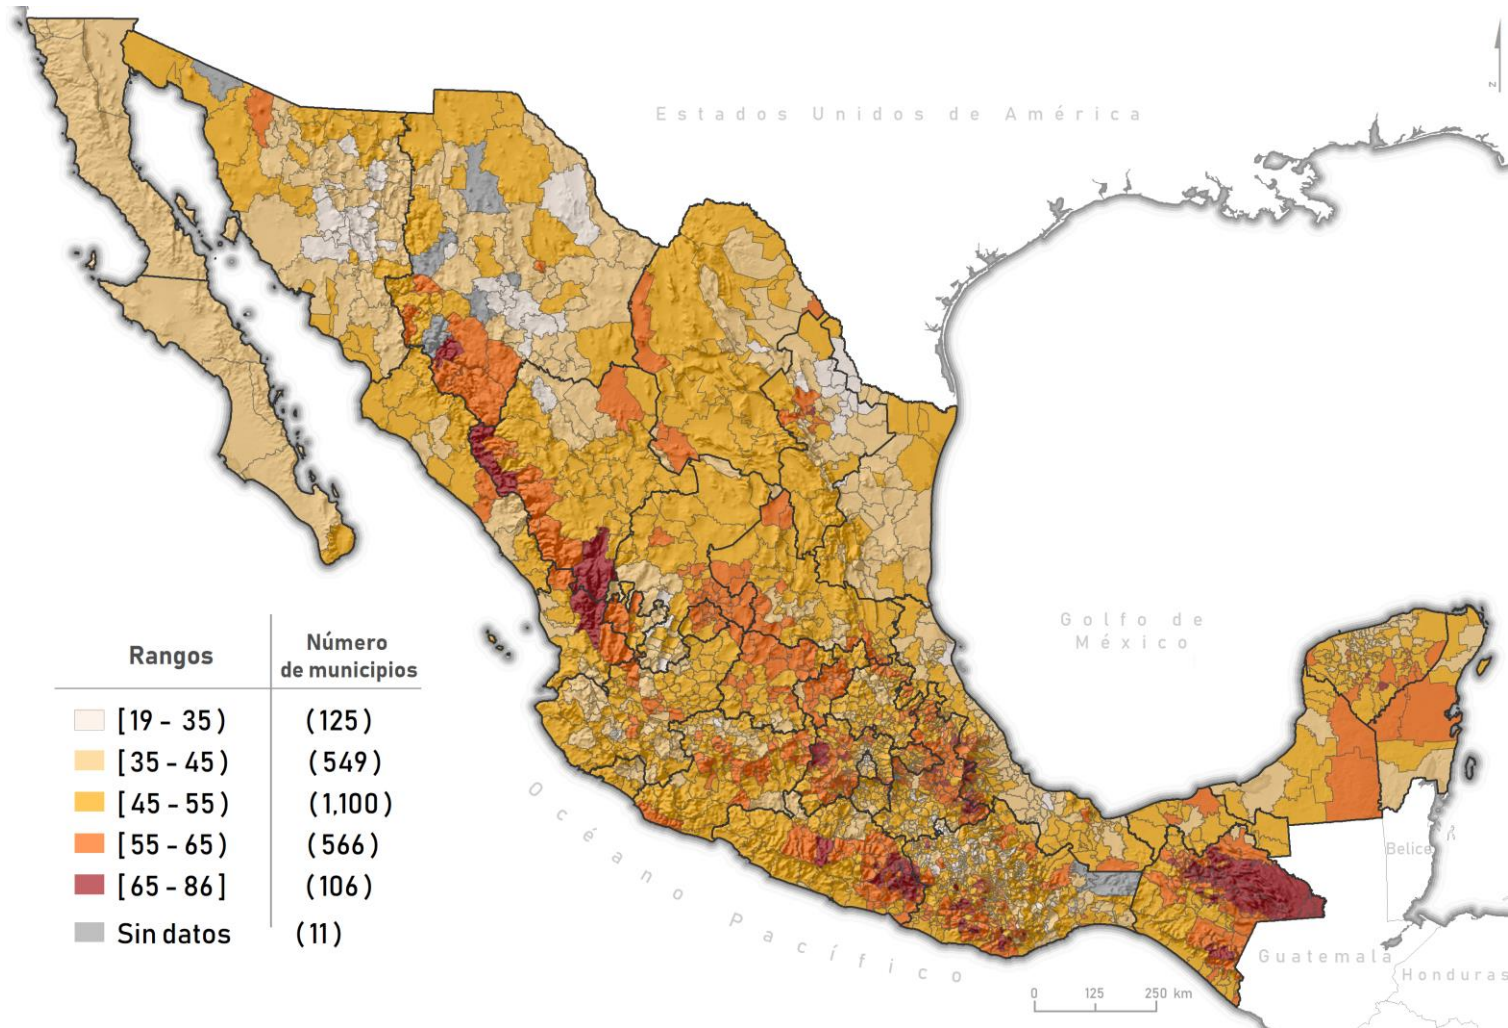 Estados Unidos de América
N
Golfo de
México
Rangos
Número
de municipios
[19 - 35) (125)
[35 - 45) (549)
[45 - 55) (1,100)
[55 - 65) (566)
[65 - 86] (106)
Sin datos (11)
Océano Pacífico
Belice
Guatemala
Honduras
0 125 250 km